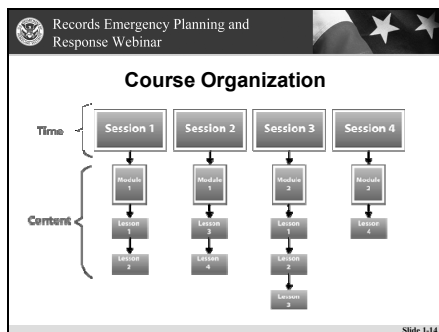 Records Emergency Planning and
Response Webinar
Course Organization
Time
Session 1
Session 2
Session 3
Session 4
Content
Module
1
Module
1
Module
2
Module
2
Lesson
1
Lesson
3
Lesson
1
Lesson
4
Lesson
2
Lesson
4
Lesson
2
Lesson
3
Slide 1-14